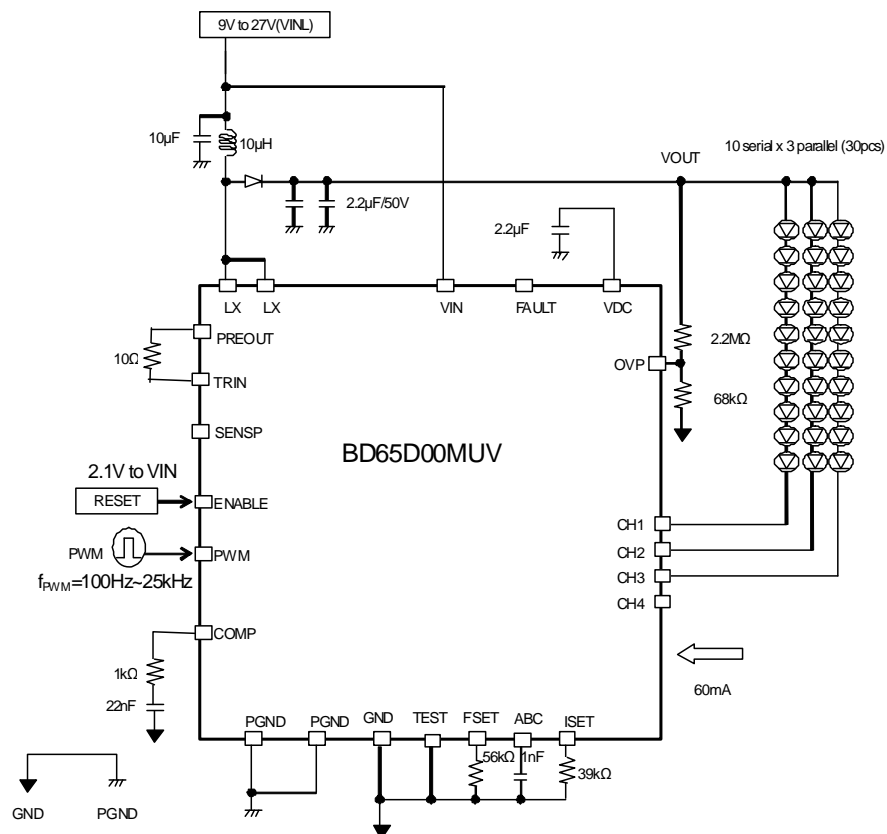 9V to 27V(VINL)
10µF
10µH
VOUT
10 serial x 3 parallel (30pcs)
2.2µF/50V
2.2µF
LX
LX
VIN
FAULT
VDC
PREOUT
10Ω
TRIN
OVP
2.2MΩ
68kΩ
SENSP
BD65D00MUV
2.1V to VIN
RESET
ENABLE
CH1
PWM
PWM
CH2
fPWM=100Hz~25kHz
CH3
CH4
COMP
1kΩ
22nF
60mA
PGND
PGND
GND
TEST
FSET
ABC
ISET
56kΩ
1nF
39kΩ
GND
PGND